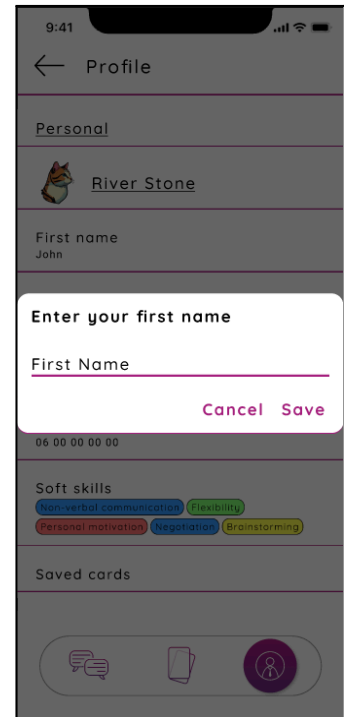 9:41
Profile
Personal
River Stone
First name
John
Enter your first name
First Name
Cancel Save
06 00 00 00 00
Soft skills
Non-verbal communication Flexibility
Personal motivation Negotiation Brainstorming
Saved cards